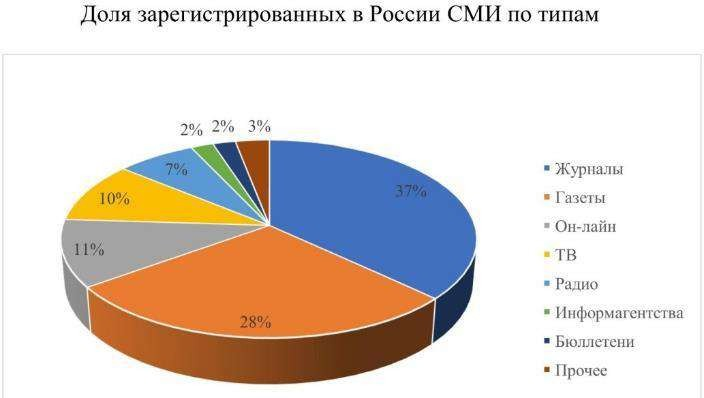 Доля зарегистрированных в России СМИ по типам
2% 2% 3%
7%
37%
10%
11%
28%
Журналы
Газеты
Он-лайн
ТВ
Радио
Информагентства
Бюллетени
Прочее